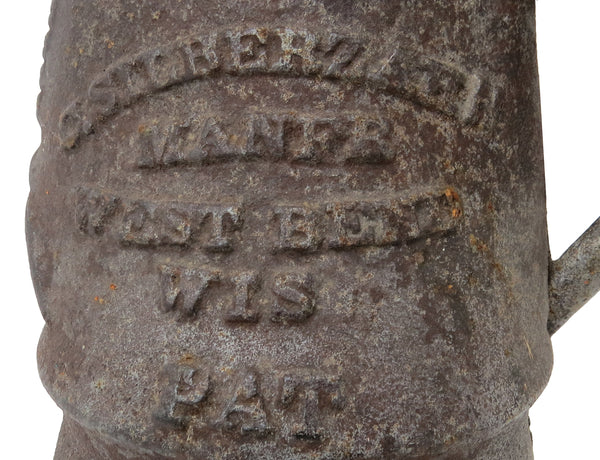 C.SILBERZAHN
MANFR
WEST BEND
WIS
PAT